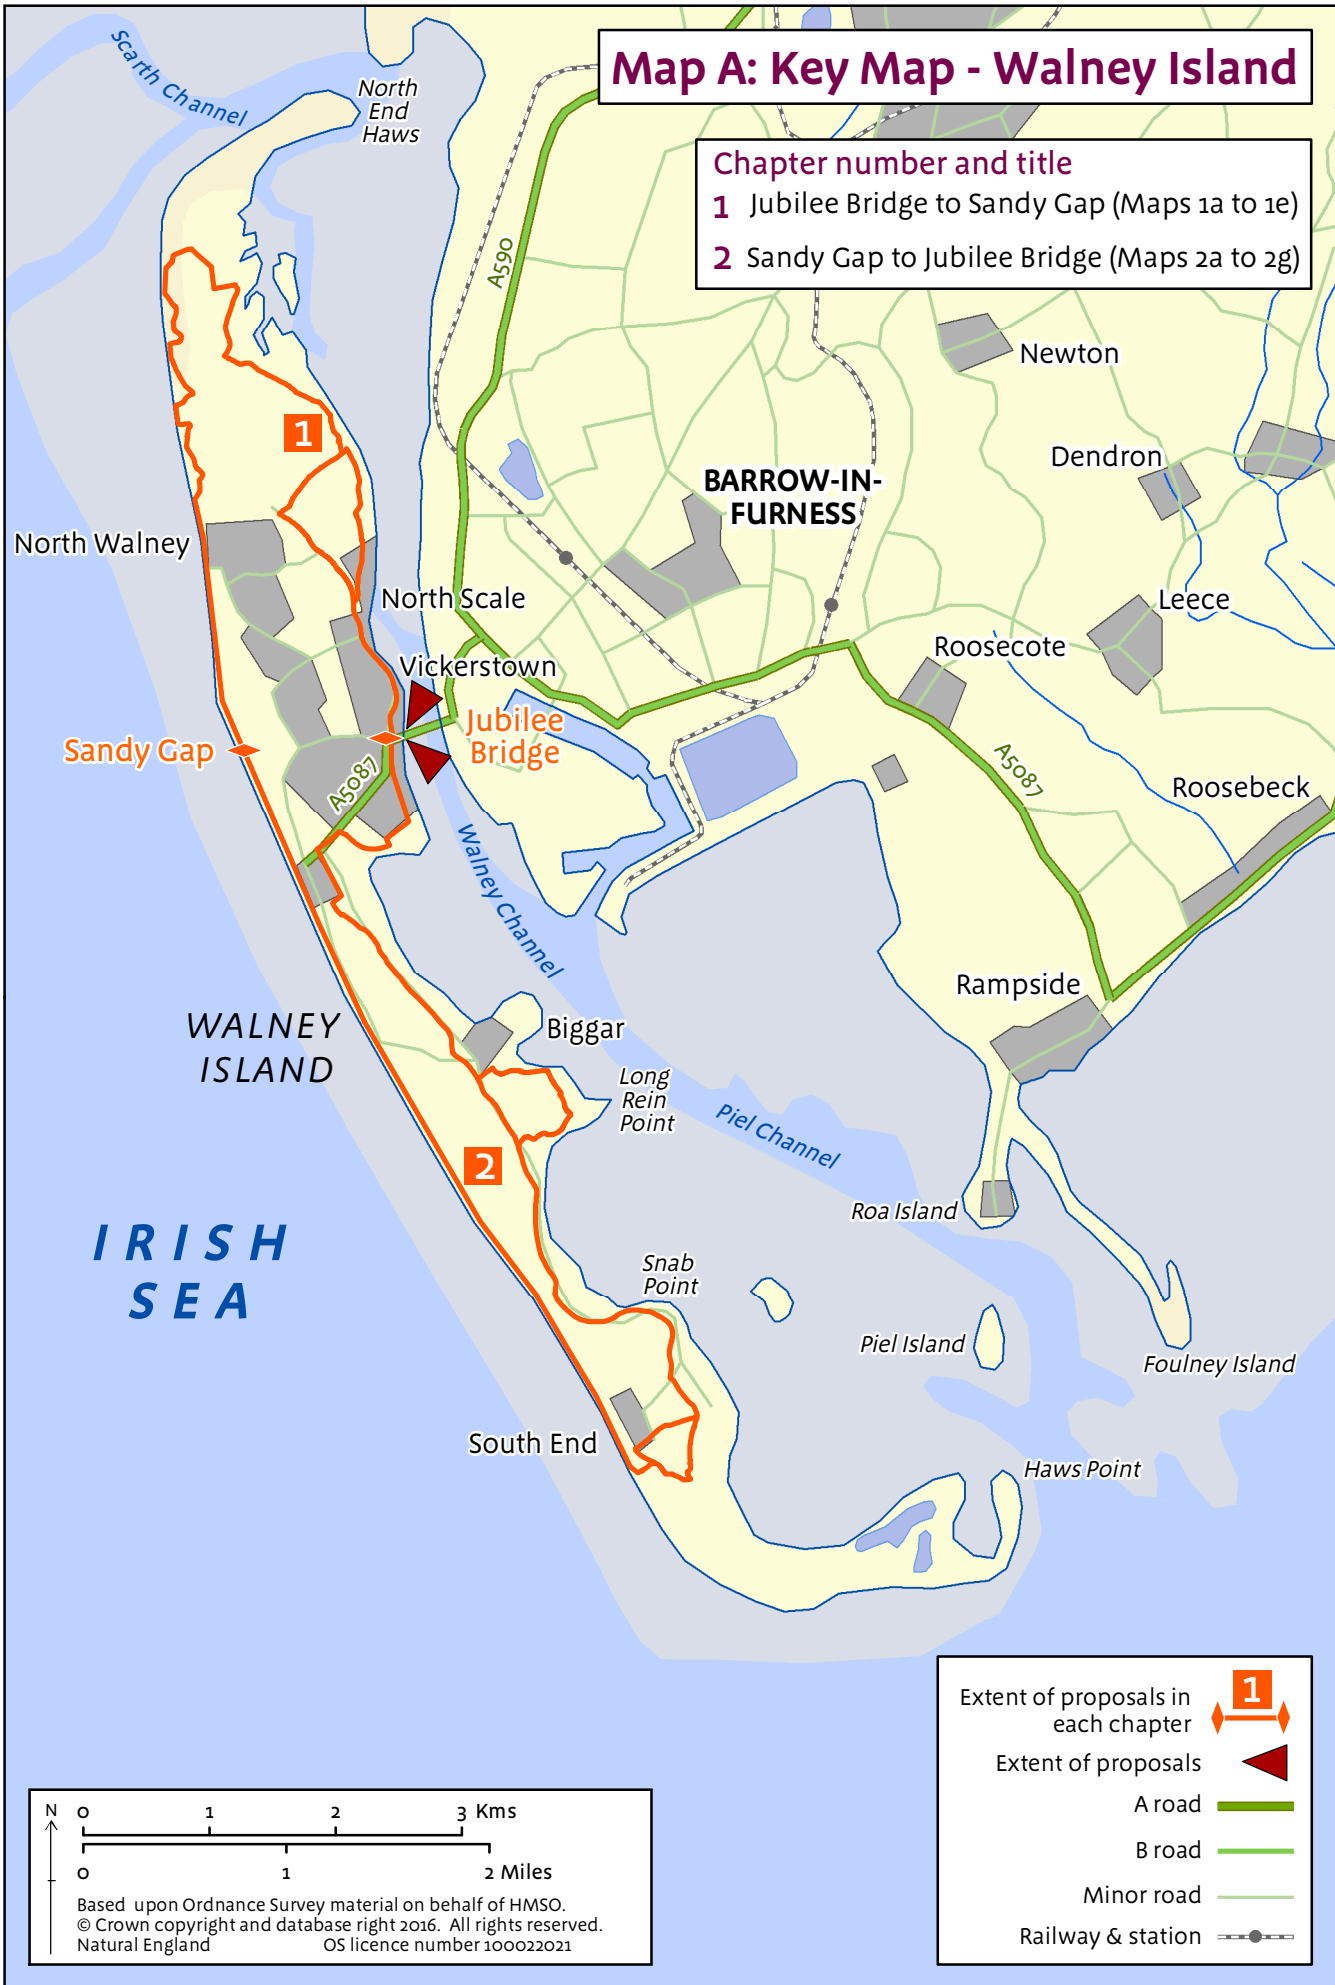 Map A: Key Map - Walney Island
Chapter number and title
1 Jubilee Bridge to Sandy Gap (Maps 1a to 1e)
2 Sandy Gap to Jubilee Bridge (Maps 2a to 2g)
Scarth Channel
North
End
Haws
A590
Newton
1
Dendron
BARROW-IN-
FURNESS
North Walney
North Scale
Leece
Roosecote
Vickerstown
Jubilee
Bridge
Sandy Gap
A5087
A5087
Roosebeck
Walney Channel
Rampside
WALNEY
ISLAND
Biggar
Long
Rein
Point
Piel Channel
2
Roa Island
IRISH
SEA
Snab
Point
Piel Island
Foulney Island
South End
Haws Point
Extent of proposals in
each chapter
1
Extent of proposals
A road
B road
Minor road
Railway & station
N
0 1 2 3 Kms
0 1 2 Miles
Based upon Ordnance Survey material on behalf of HMSO.
© Crown copyright and database right 2016. All rights reserved.
Natural England OS licence number 100022021